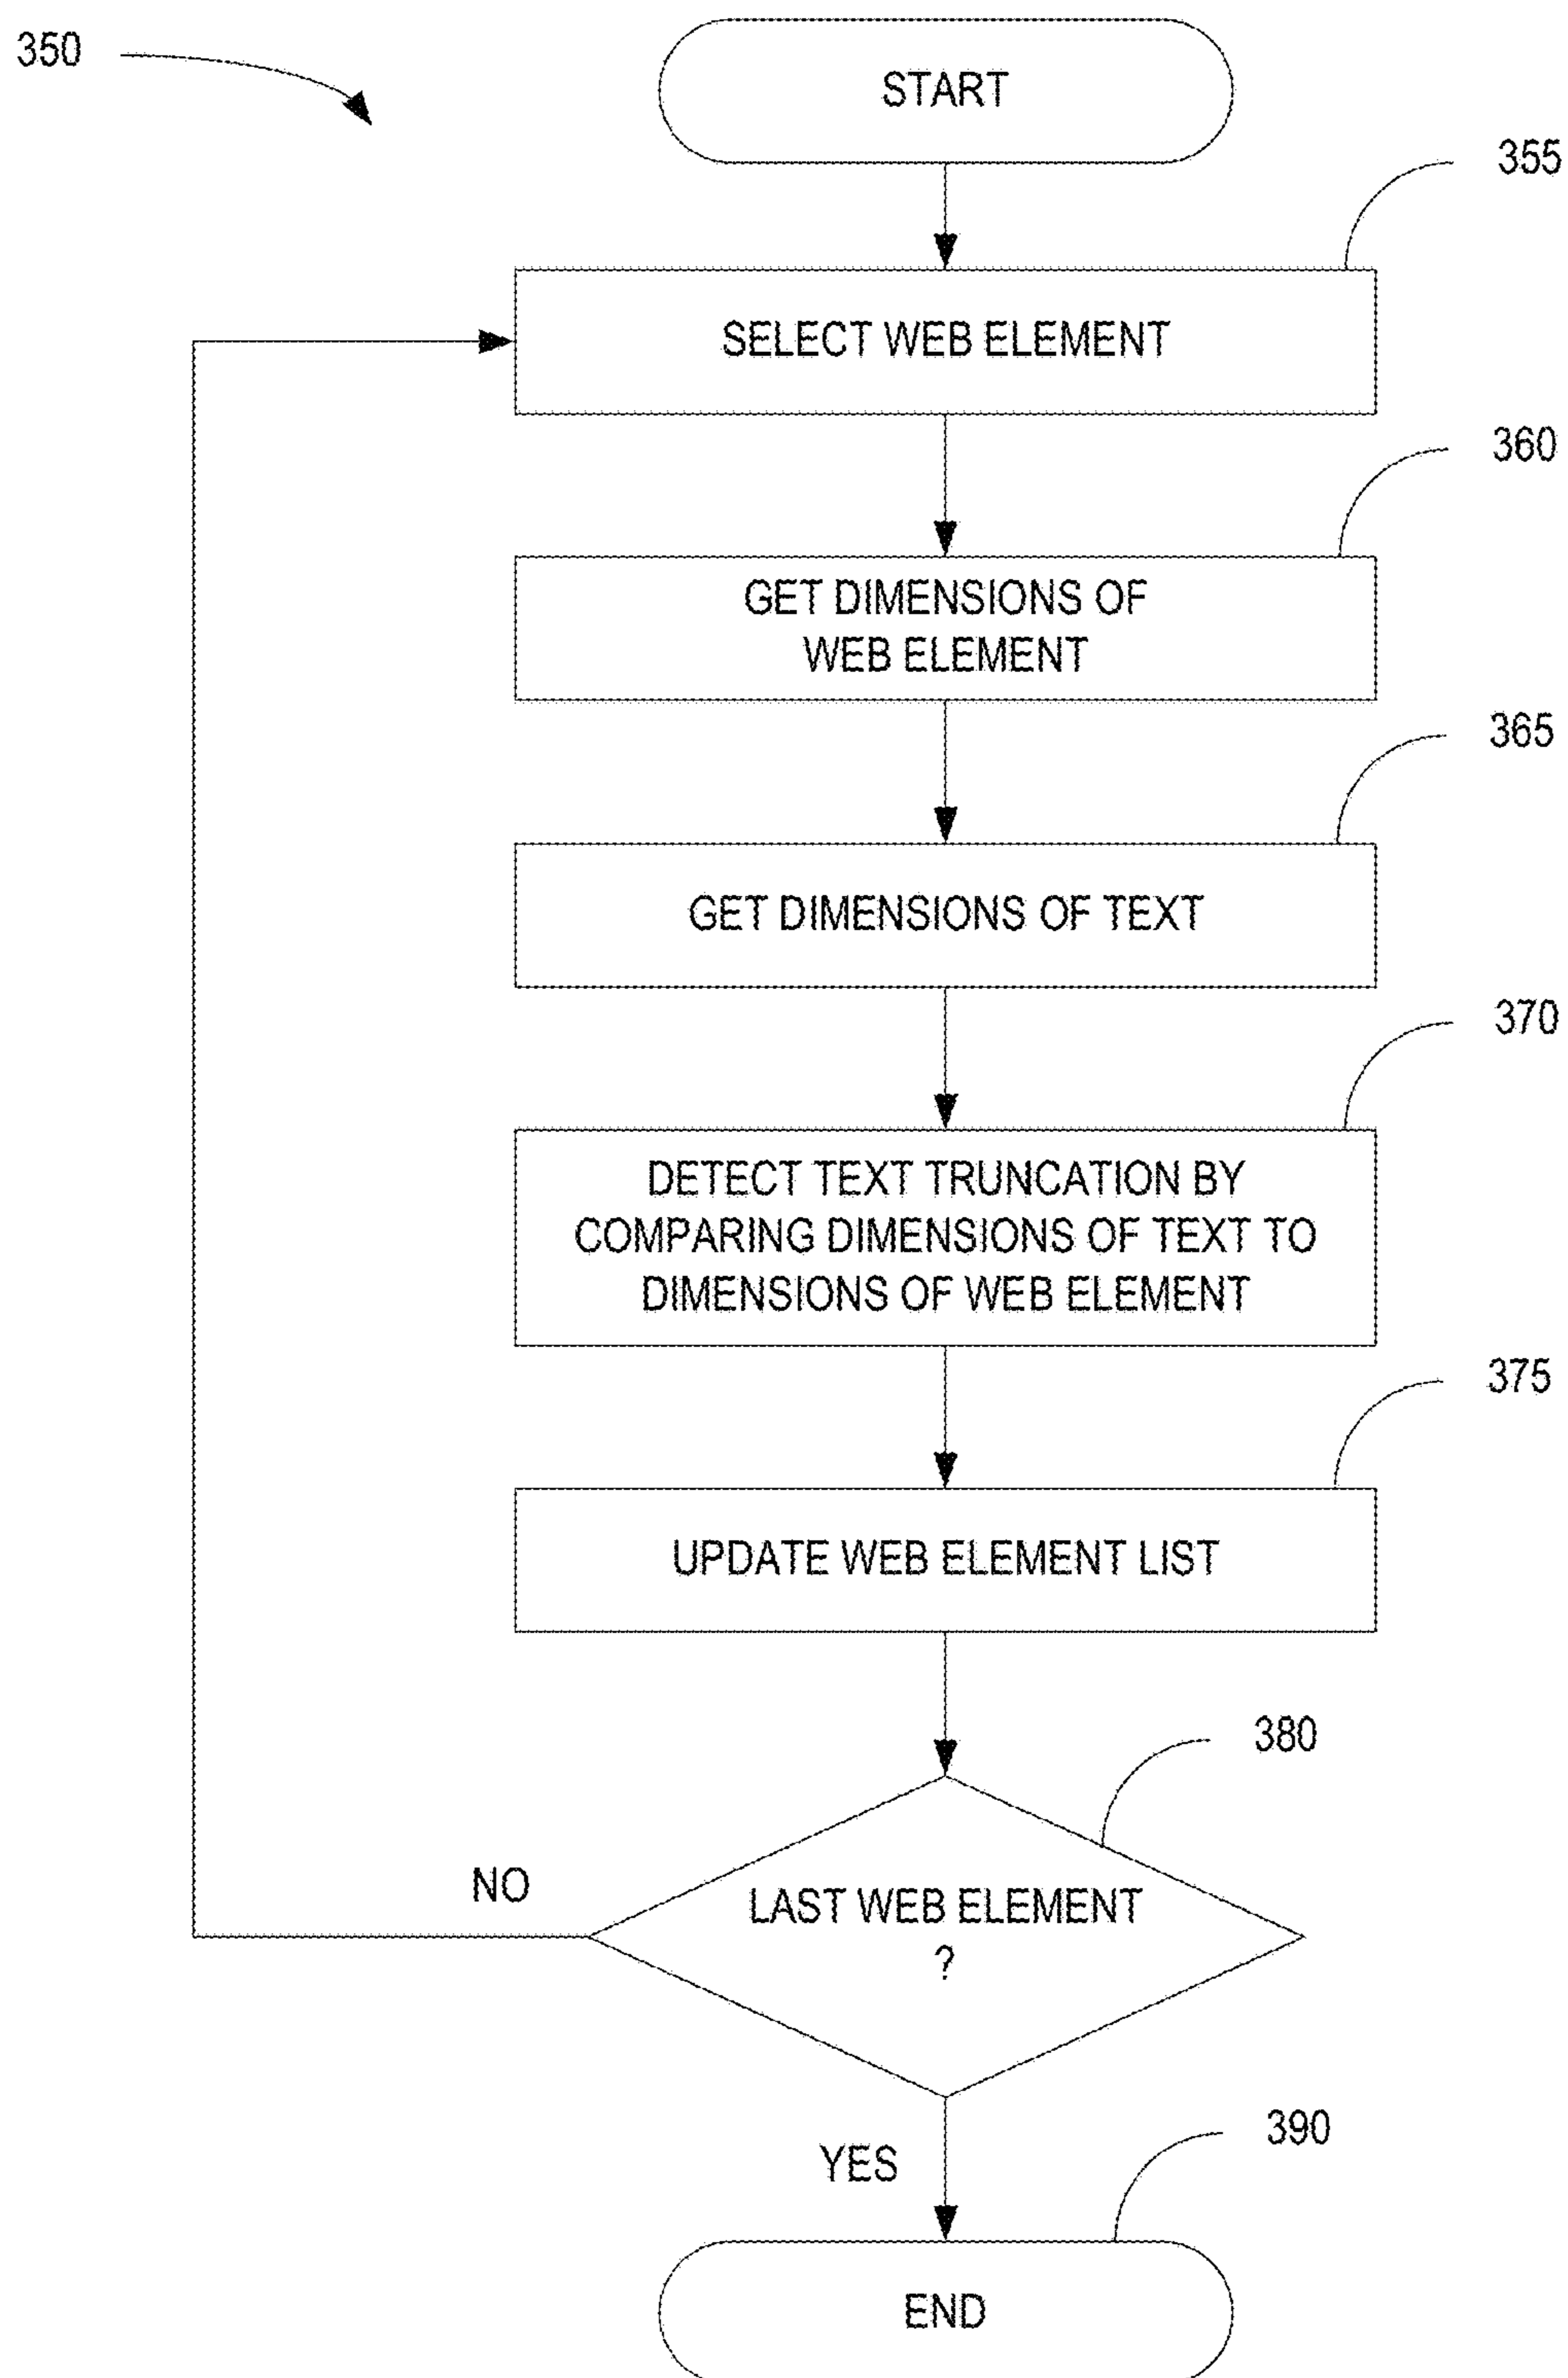 350
START
355
SELECT WEB ELEMENT
360
GET DIMENSIONS OF
WEB ELEMENT
365
GET DIMENSIONS OF TEXT
370
DETECT TEXT TRUNCATION BY
COMPARING DIMENSIONS OF TEXT TO
DIMENSIONS OF WEB ELEMENT
375
UPDATE WEB ELEMENT LIST
380
NO
LAST WEB ELEMENT
?
390
YES
END